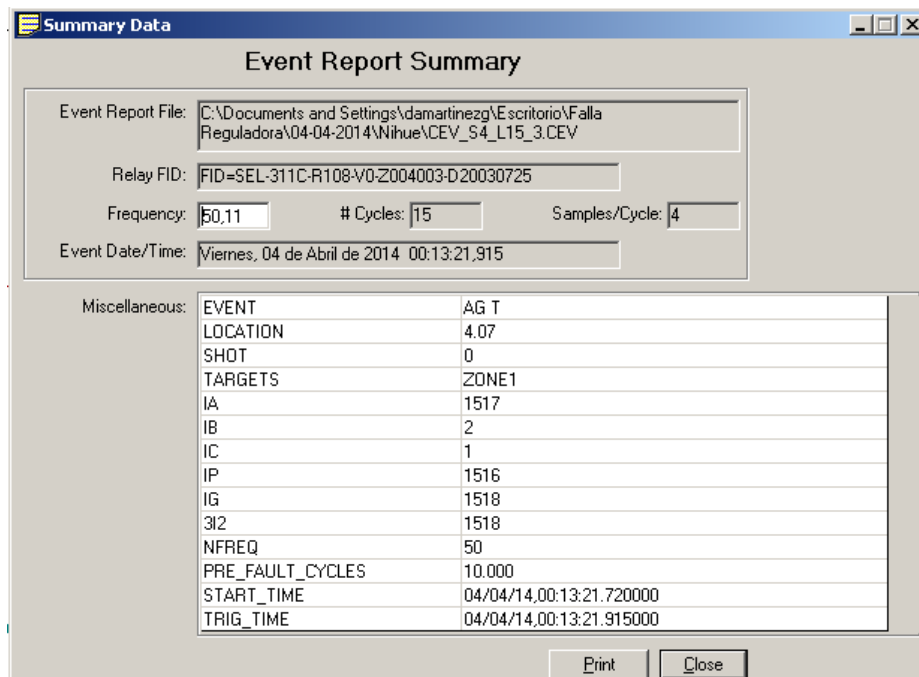 Summary Data
Event Report Summary
Event Report File: C:\Documents and Settings\damartinezg\Escritorio\Falla
Reguladora\04-04-2014\Nihue\CEV_S4_L15_3.CEV
Relay FID: FID=SEL-311C-R108-V0-Z004003-D20030725
Frequency: 50,11 # Cycles: 15 Samples/Cycle: 4
Event Date/Time: Viernes, 04 de Abril de 2014 00:13:21,915
Miscellaneous: EVENT AG T
LOCATION 4.07
SHOT 0
TARGETS ZONE1
IA 1517
IB 2
IC 1
IP 1516
IG 1518
3I2 1518
NFREQ 50
PRE_FAULT_CYCLES 10.000
START_TIME 04/04/14,00:13:21.720000
TRIG_TIME 04/04/14,00:13:21.915000
Print Close